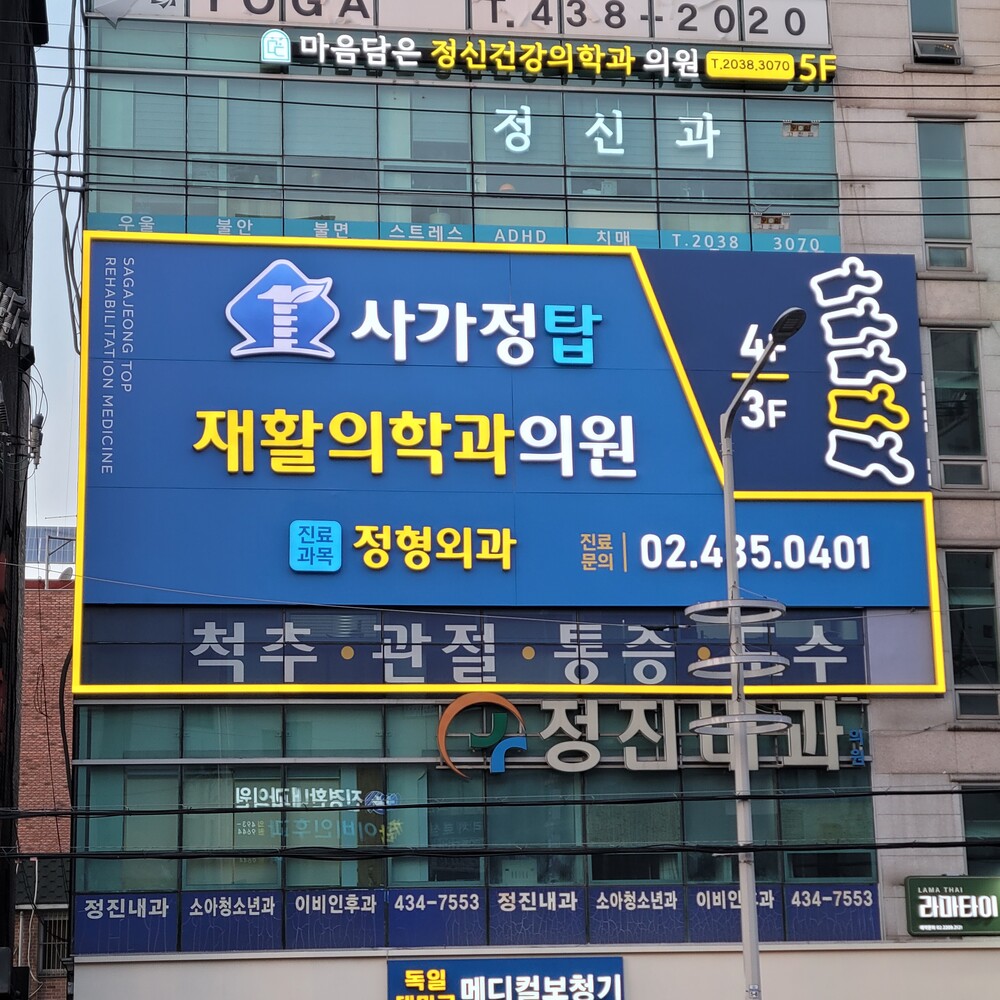 YOGA T. 438-2020
마음담은 정신건강의학과 의원 T.2038.3070 5F
정신과
우울 불안 불면 스트레스 ADHD 치매 T.2038 3070
SAGAJEONG TOP
REHABILITATION MEDICINE
사가정탑
재활의학과의원
4F
3F
진료
과목
정형외과
진료
문의
02.435.0401
척추·관절·통증·도수
정진내과
의원
정진내과 소아청소년과 이비인후과 434-7553 정진내과 소아청소년과 이비인후과 434-7553
LAMA THAI
라마타이
독일
메디컬보청기